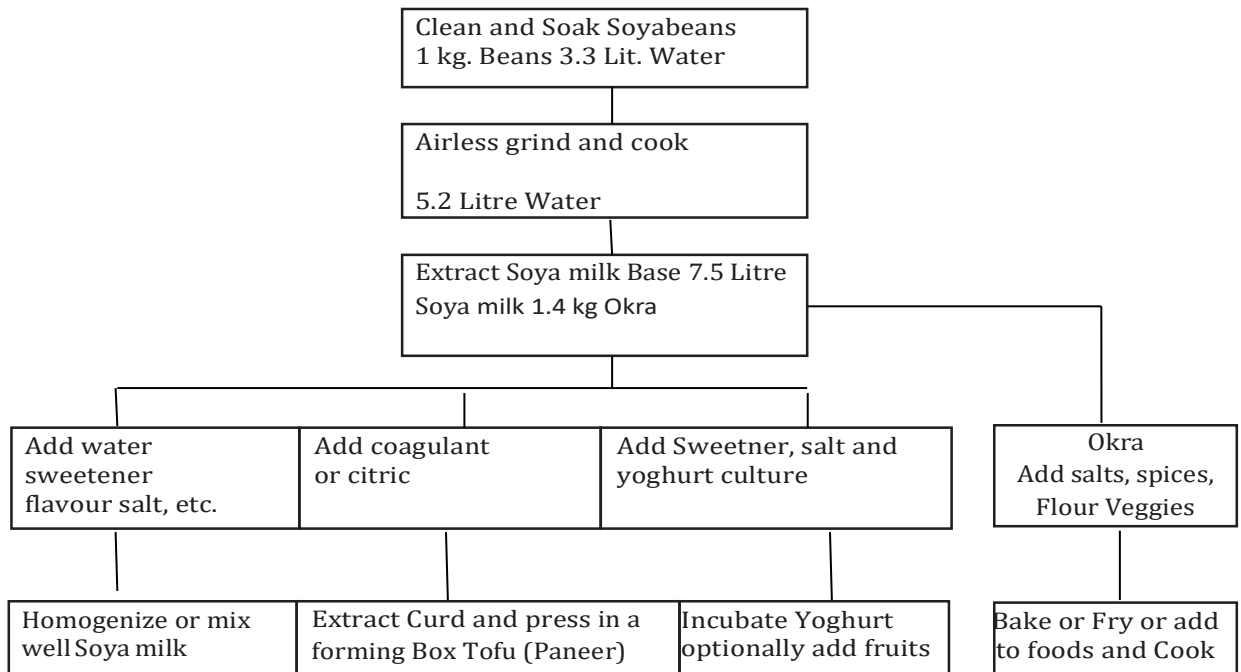 Clean and Soak Soyabeans
1 kg. Beans 3.3 Lit. Water
Airless grind and cook
5.2 Litre Water
Extract Soya milk Base 7.5 Litre
Soya milk 1.4 kg Okra
Add water
sweetener
flavour salt, etc.
Add coagulant
or citric
Add Sweetner, salt and
yoghurt culture
Okra
Add salts, spices,
Flour Veggies
Homogenize or mix
well Soya milk
Extract Curd and press in a
forming Box Tofu (Paneer)
Incubate Yoghurt
optionally add fruits
Bake or Fry or add
to foods and Cook